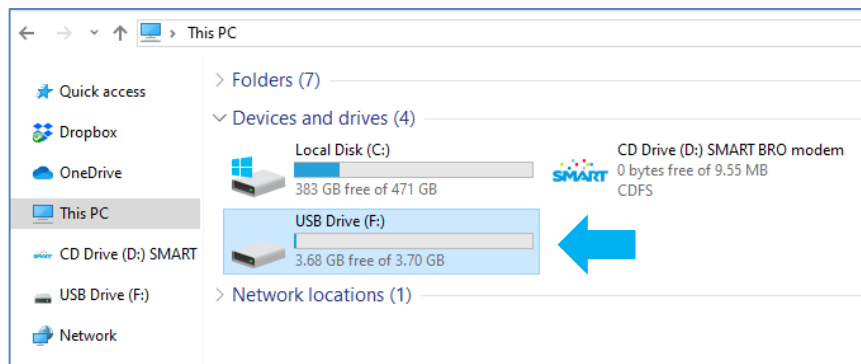 This PC
Quick access
Dropbox
OneDrive
This PC
CD Drive (D:) SMART
USB Drive (F:)
Network
Folders (7)
Devices and drives (4)
Local Disk (C:)
383 GB free of 471 GB
SMART
CD Drive (D:) SMART BRO modem
0 bytes free of 9.55 MB
CDFS
USB Drive (F:)
3.68 GB free of 3.70 GB
Network locations (1)